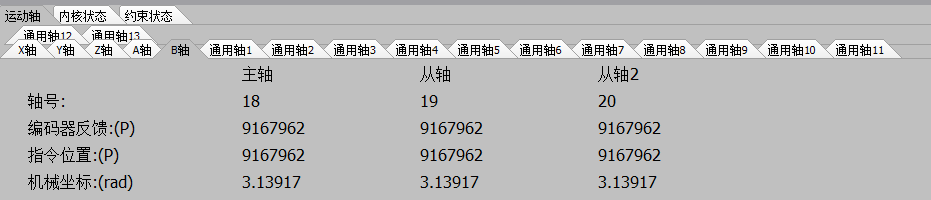 运动轴 内核状态 约束状态
通用轴12 通用轴13
X轴 Y轴 Z轴 A轴 B轴 通用轴1 通用轴2 通用轴3 通用轴4 通用轴5 通用轴6 通用轴7 通用轴8 通用轴9 通用轴10 通用轴11
主轴 从轴 从轴2
轴号: 18 19 20
编码器反馈:(P) 9167962 9167962 9167962
指令位置:(P) 9167962 9167962 9167962
机械坐标:(rad) 3.13917 3.13917 3.13917